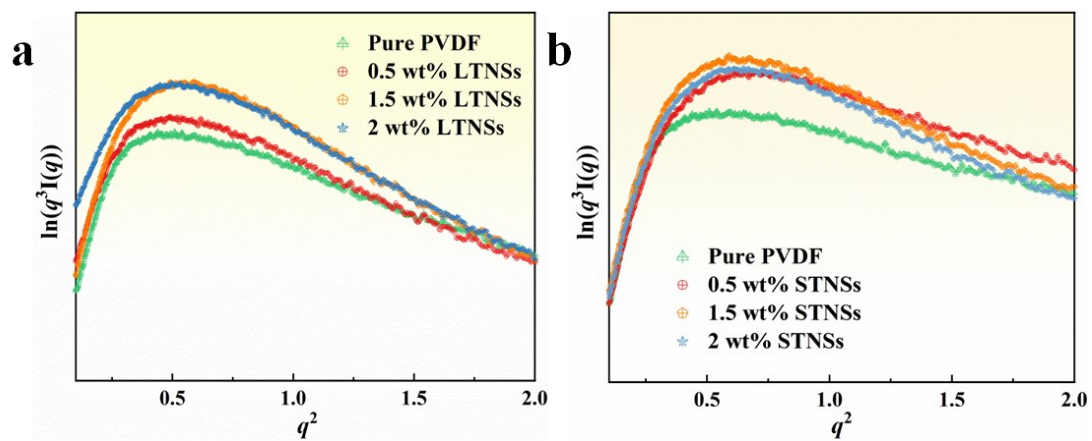 a
Pure PVDF
0.5 wt% LTNSs
1.5 wt% LTNSs
2 wt% LTNSs
ln(q³I(q))
0.5 1.0 1.5 2.0
q²
b
Pure PVDF
0.5 wt% STNSs
1.5 wt% STNSs
2 wt% STNSs
ln(q³I(q))
0.5 1.0 1.5 2.0
q²